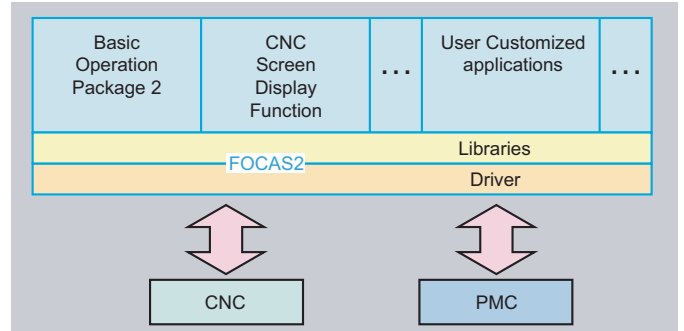 Basic
Operation
Package 2
CNC
Screen
Display
Function
...
User Customized
applications
...
Libraries
FOCAS2
Driver
CNC
PMC